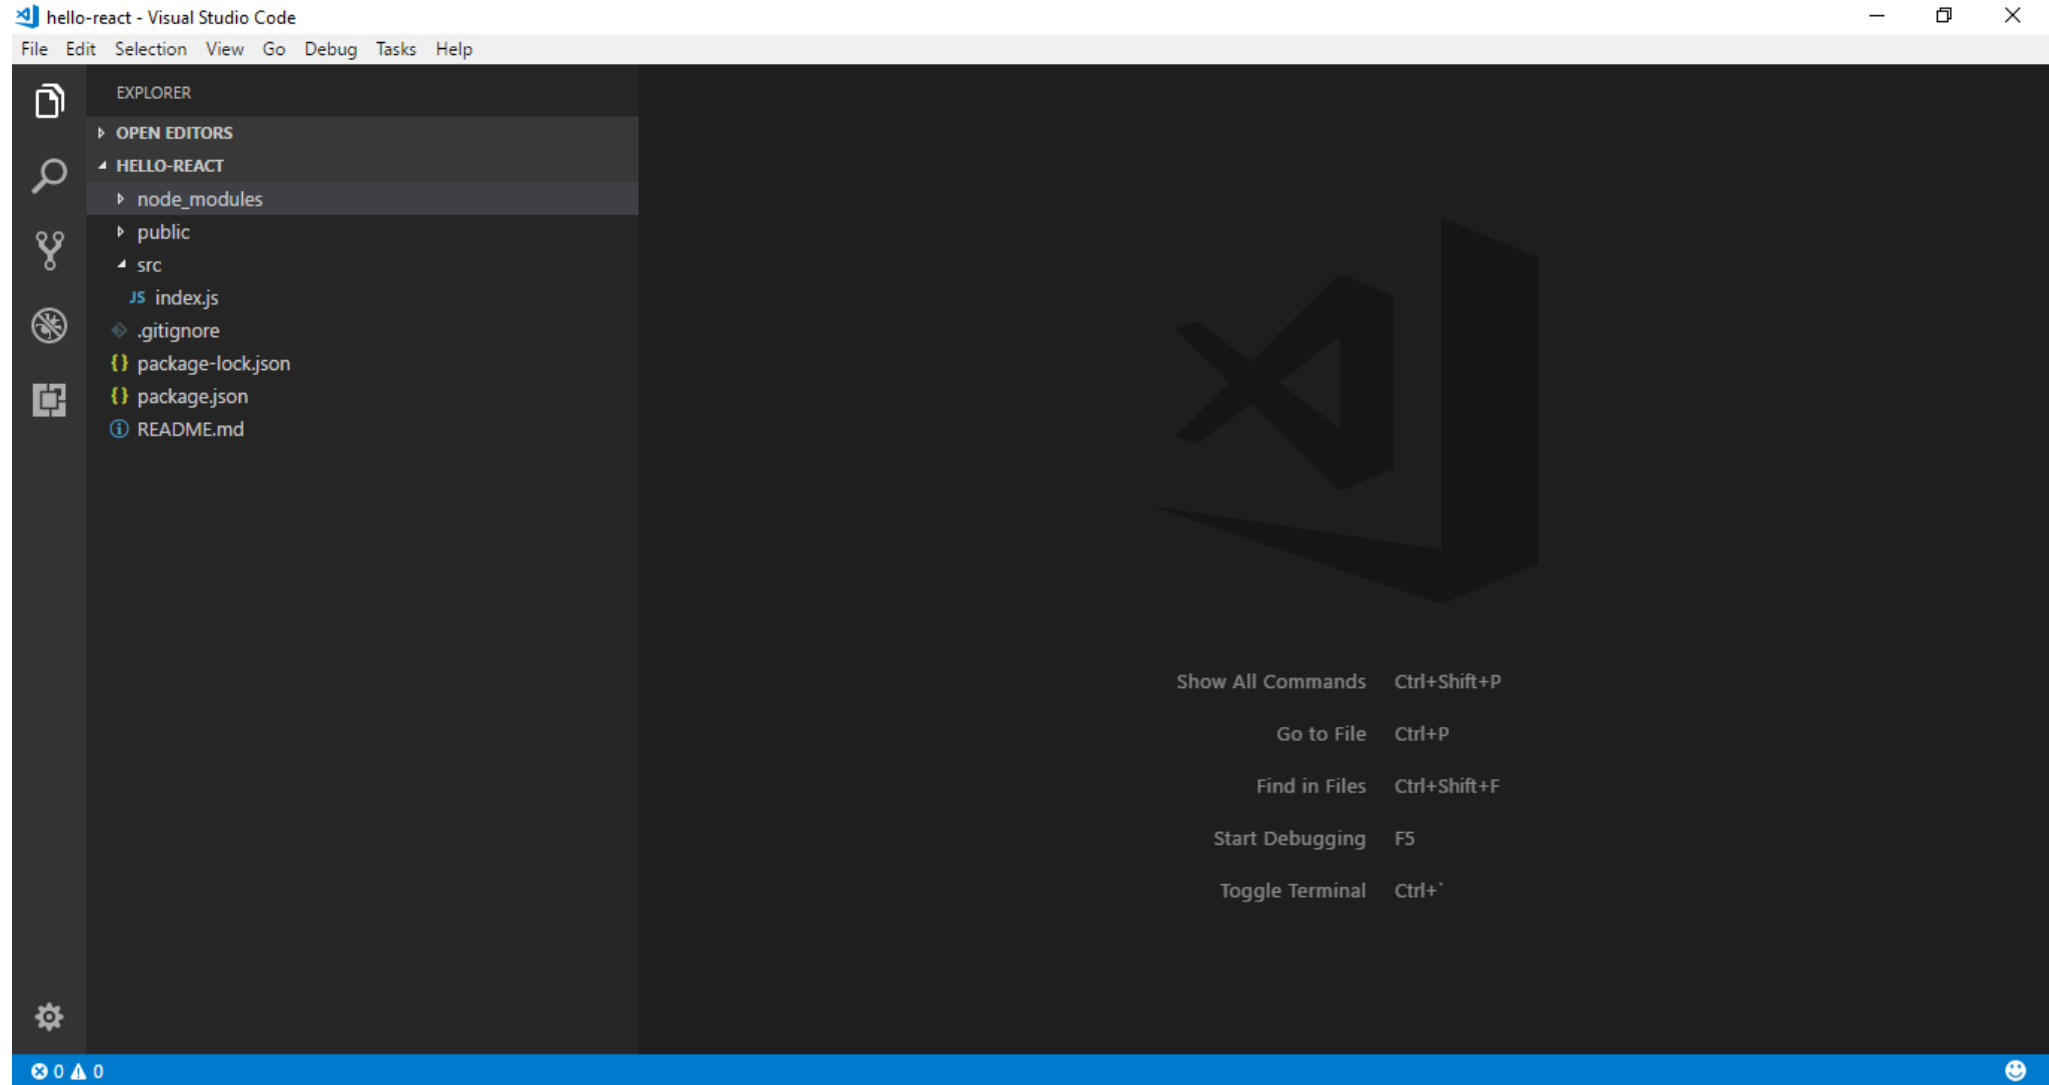 hello-react - Visual Studio Code
File Edit Selection View Go Debug Tasks Help
EXPLORER
OPEN EDITORS
HELLO-REACT
node_modules
public
src
JS index.js
.gitignore
{} package-lock.json
{} package.json
README.md
Show All Commands Ctrl+Shift+P
Go to File Ctrl+P
Find in Files Ctrl+Shift+F
Start Debugging F5
Toggle Terminal Ctrl+`
0 0